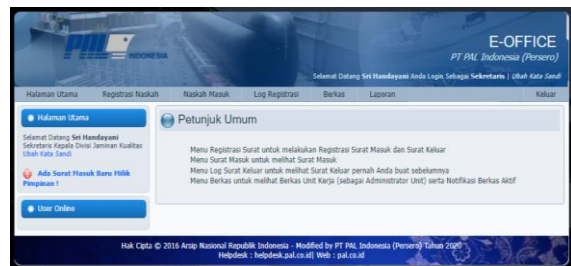 PAL INDONESIA
E-OFFICE
PT PAL Indonesia (Persero)
Selamat Datang Sri Handayani Anda Login Sebagai Sekretaris | Ubah Kata Sandi
Halaman Utama Registrasi Naskah Naskah Masuk Log Registrasi Berkas Laporan Keluar
Halaman Utama
Selamat Datang Sri Handayani
Sekretaris Kepala Divisi Jaminan Kualitas
Ubah Kata Sandi
Ada Surat Masuk Baru Milik
Pimpinan !
User Online
Petunjuk Umum
Menu Registrasi Surat untuk melakukan Registrasi Surat Masuk dan Surat Keluar
Menu Surat Masuk untuk melihat Surat Masuk
Menu Log Surat Keluar untuk melihat Surat Keluar pernah Anda buat sebelumnya
Menu Berkas untuk melihat Berkas Unit Kerja (sebagai Administrator Unit) serta Notifikasi Berkas Aktif
Hak Cipta © 2016 Arsip Nasional Republik Indonesia - Modified by PT PAL Indonesia (Persero) Tahun 2020
Helpdesk : helpdesk.pal.co.id| Web : pal.co.id